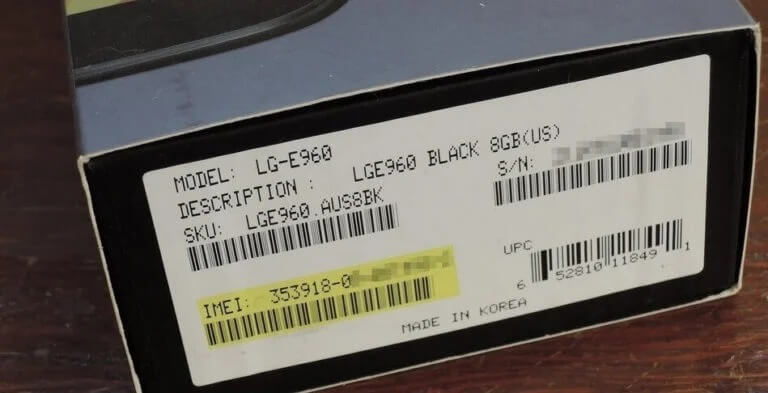 MODEL: LG-E960
DESCRIPTION : LGE960 BLACK 8GB(US)
SKU: LGE960.AUS8BK
S/N:
IMEI: 353918-0
UPC
6 52810 11849 1
MADE IN KOREA